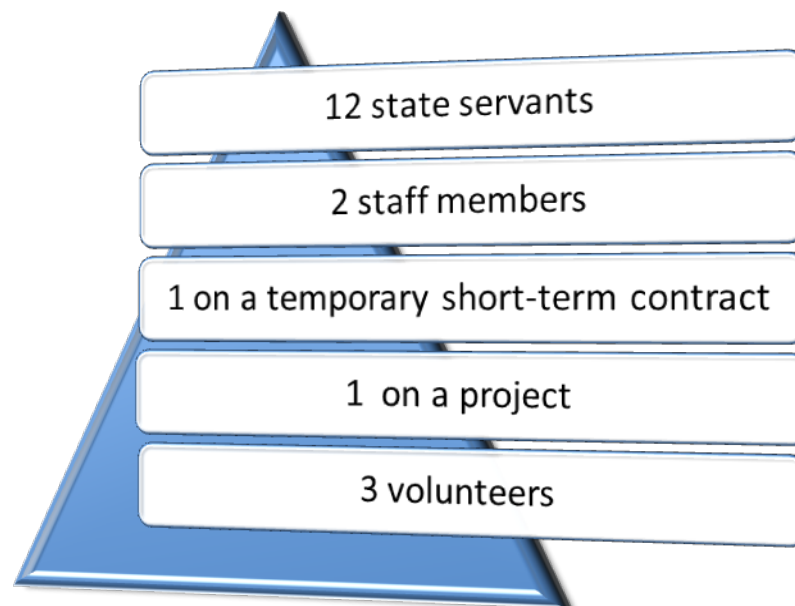 12 state servants
2 staff members
1 on a temporary short-term contract
1 on a project
3 volunteers